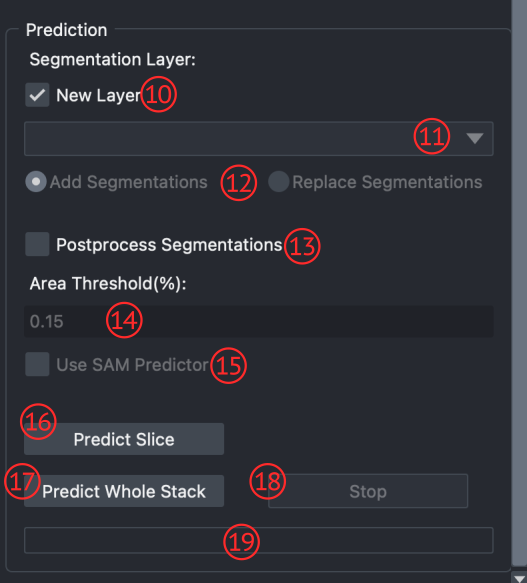 Prediction
Segmentation Layer:
New Layer 10
11
Add Segmentations 12 Replace Segmentations
Postprocess Segmentations 13
Area Threshold(%):
0.15 14
Use SAM Predictor 15
16
Predict Slice
17 Predict Whole Stack 18 Stop
19